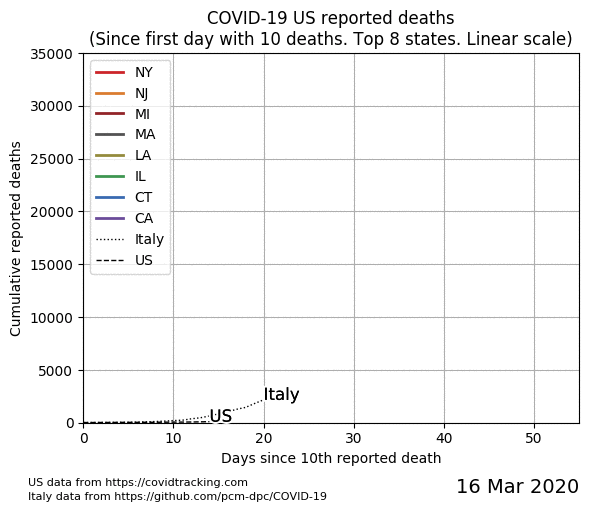 COVID-19 US reported deaths
(Since first day with 10 deaths. Top 8 states. Linear scale)
35000
30000
25000
20000
15000
10000
5000
0
Cumulative reported deaths
NY
NJ
MI
MA
LA
IL
CT
CA
Italy
US
Italy
US
0 10 20 30 40 50
Days since 10th reported death
US data from https://covidtracking.com
Italy data from https://github.com/pcm-dpc/COVID-19
16 Mar 2020